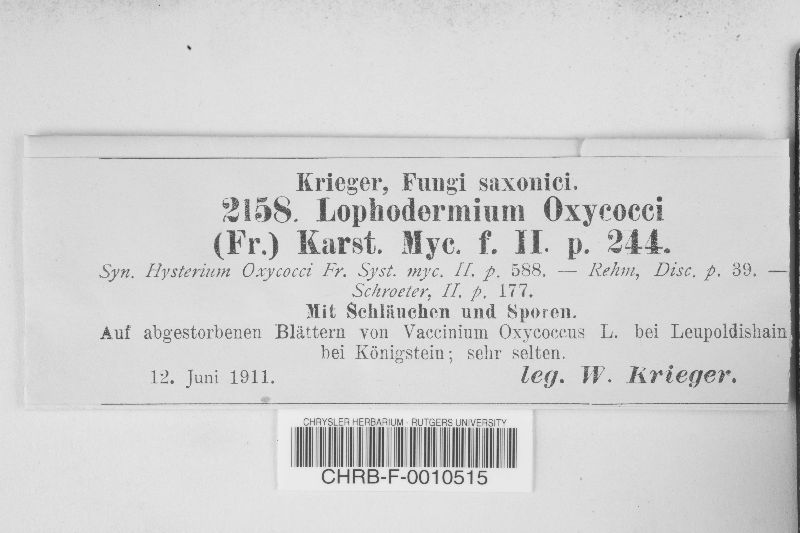 Krieger, Fungi saxonici.
2158. Lophodermium Oxycocci
(Fr.) Karst. Myc. f. II. p. 244.
Syn. Hysterium Oxycocci Fr. Syst. myc. II. p. 588. — Rehm, Disc. p. 39. —
Schroeter, II. p. 177.
Mit Schläuchen und Sporen.
Auf abgestorbenen Blättern von Vaccinium Oxycoccus L. bei Leupoldishain
bei Königstein; sehr selten.
12. Juni 1911. leg. W. Krieger.
CHRYSLER HERBARIUM - RUTGERS UNIVERSITY
CHRB-F-0010515